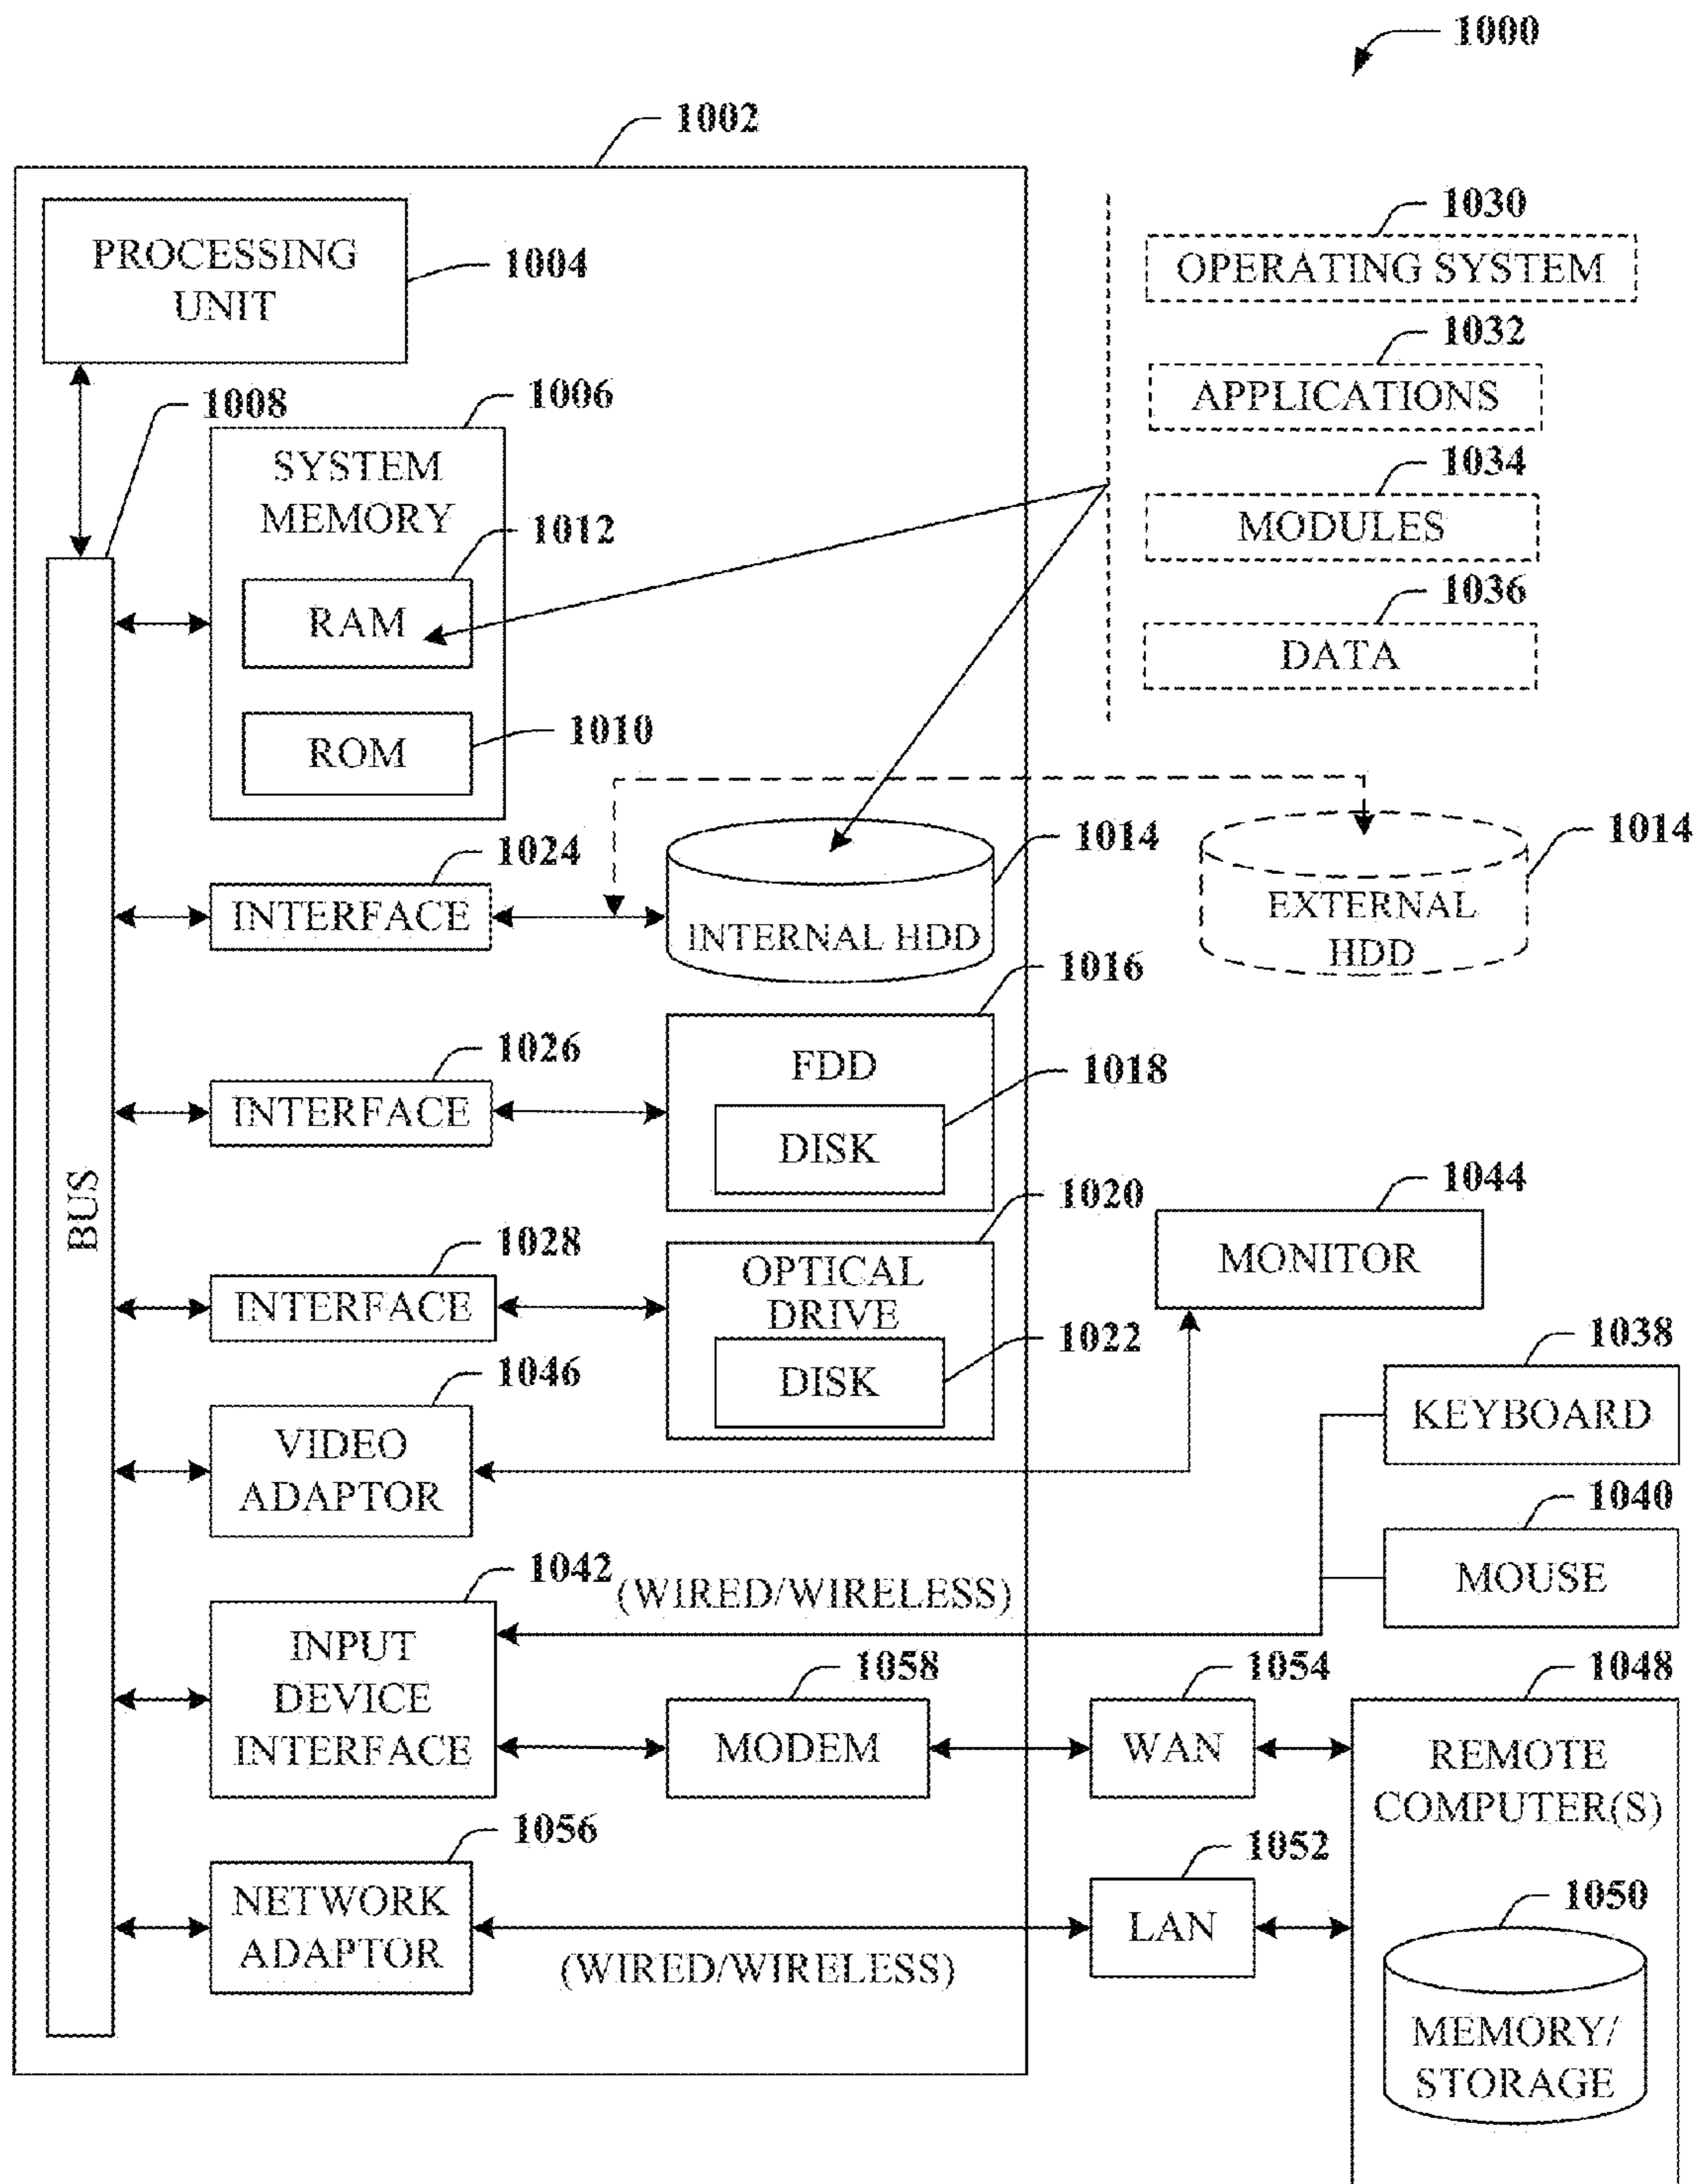 1000
1002
PROCESSING
UNIT
1004
1030
OPERATING SYSTEM
1032
APPLICATIONS
1034
MODULES
1036
DATA
1008
1006
SYSTEM
MEMORY
1012
RAM
1010
ROM
BUS
1024
INTERFACE
1014
INTERNAL HDD
1014
EXTERNAL
HDD
1026
INTERFACE
1016
FDD
1018
DISK
1028
INTERFACE
1020
OPTICAL
DRIVE
1022
DISK
1044
MONITOR
1046
VIDEO
ADAPTOR
1038
KEYBOARD
1040
MOUSE
1042
INPUT
DEVICE
INTERFACE
(WIRED/WIRELESS)
1058
MODEM
1054
WAN
1048
REMOTE
COMPUTER(S)
1056
NETWORK
ADAPTOR
(WIRED/WIRELESS)
1052
LAN
1050
MEMORY/
STORAGE